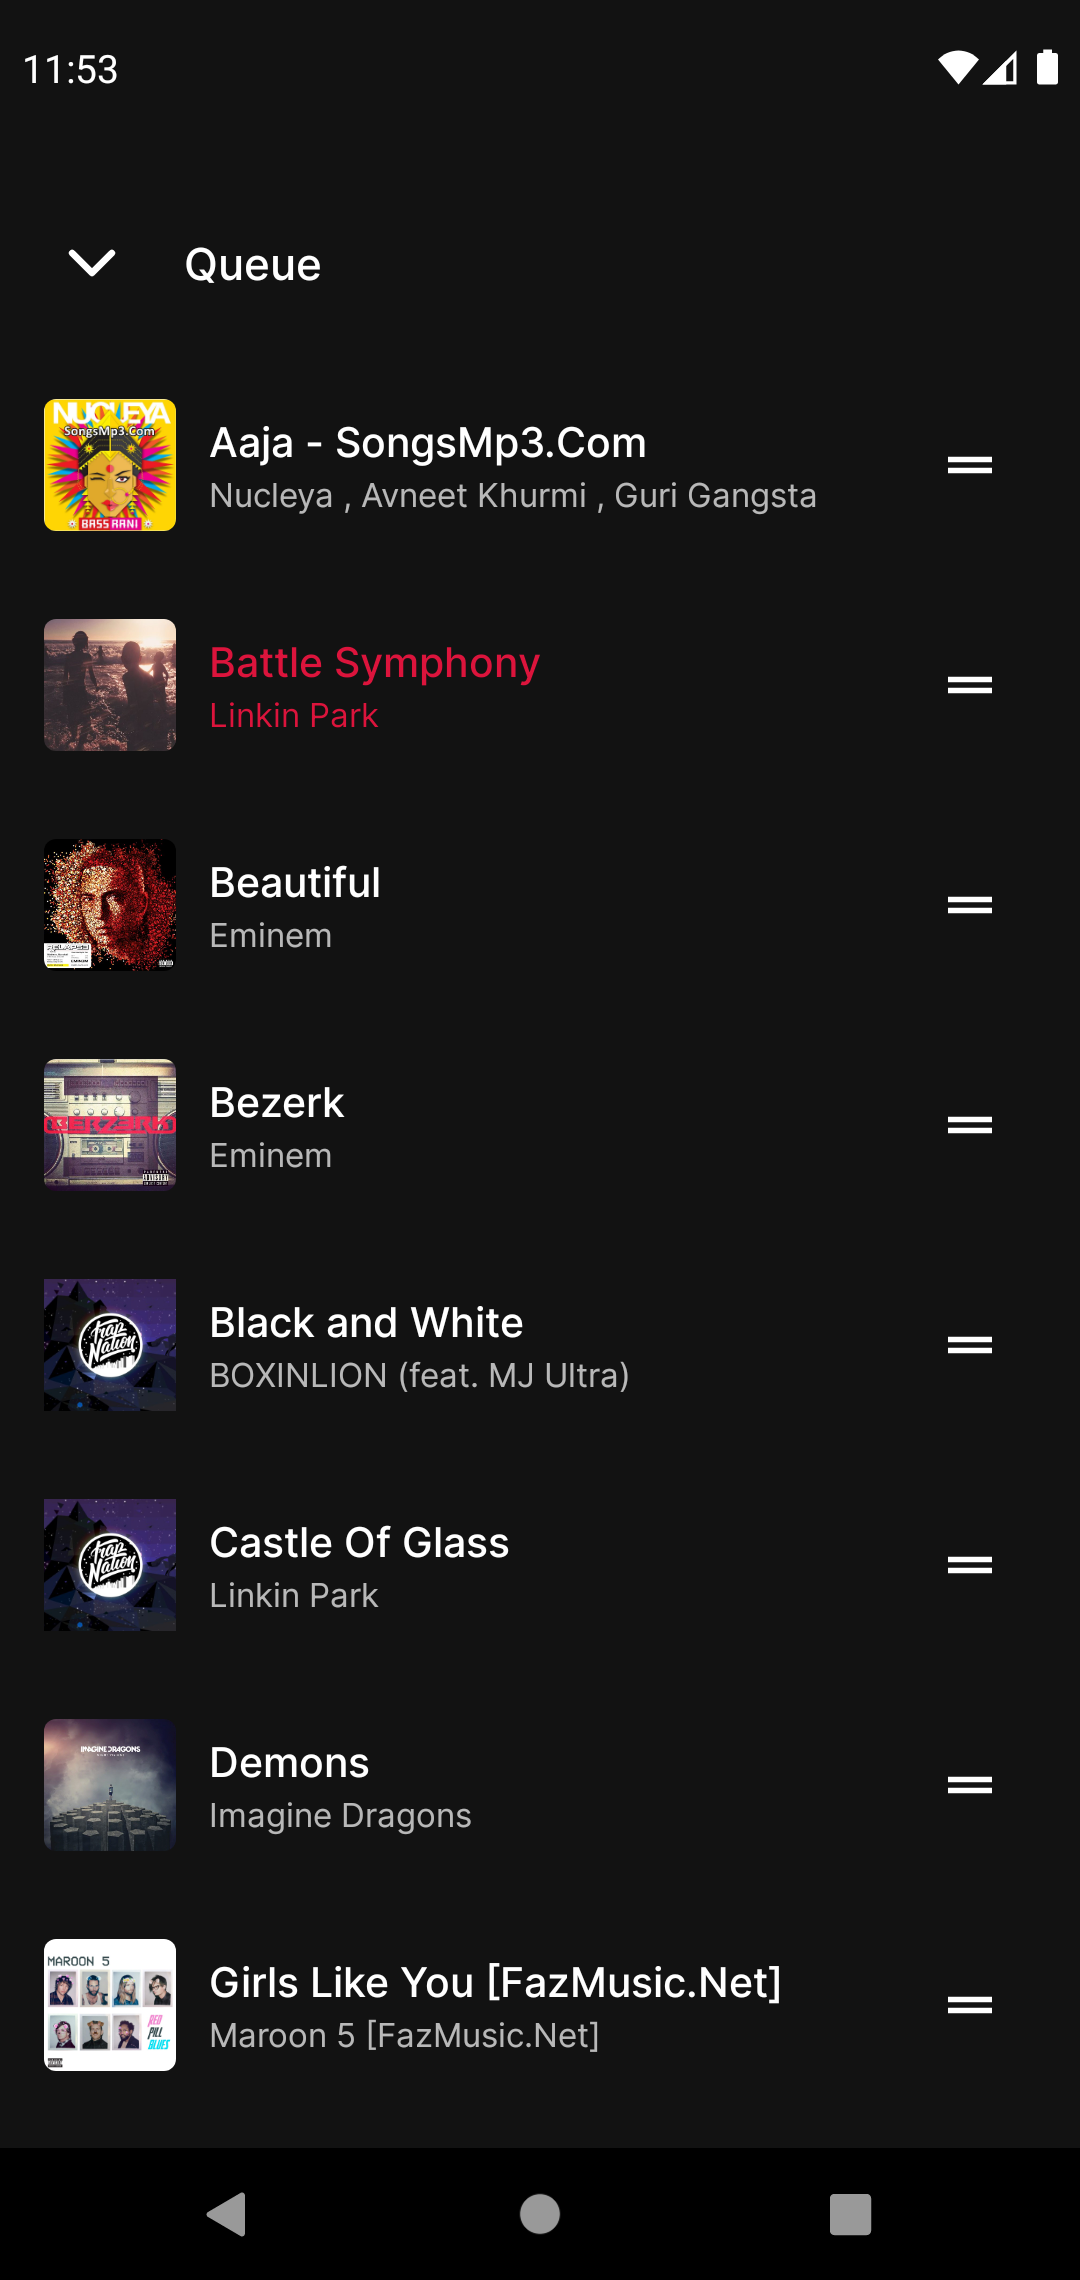 11:53
Queue
NUCLEYA
SongsMp3.Com
BASS RANI
Aaja - SongsMp3.Com
Nucleya , Avneet Khurmi , Guri Gangsta
Battle Symphony
Linkin Park
Beautiful
Eminem
BERZERK
Bezerk
Eminem
Trap
Nation
Black and White
BOXINLION (feat. MJ Ultra)
Trap
Nation
Castle Of Glass
Linkin Park
IMAGINE DRAGONS
Demons
Imagine Dragons
MAROON 5
RED
PILL
BLUES
Girls Like You [FazMusic.Net]
Maroon 5 [FazMusic.Net]